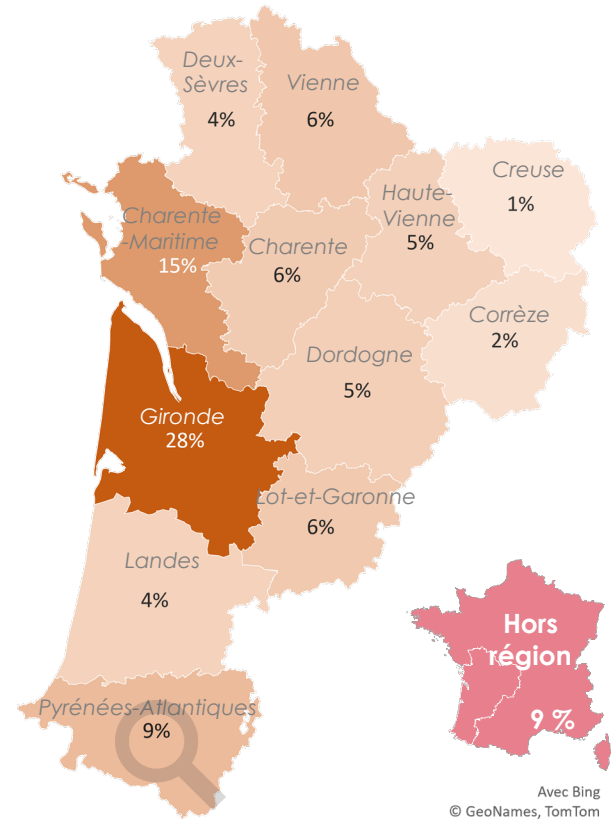 Deux-
Sèvres
4%
Vienne
6%
Creuse
1%
Haute-
Vienne
5%
Charente
-Maritime
15%
Charente
6%
Corrèze
2%
Dordogne
5%
Gironde
28%
Lot-et-Garonne
6%
Landes
4%
Hors
région
9 %
Pyrénées-Atlantiques
9%
Avec Bing
© GeoNames, TomTom